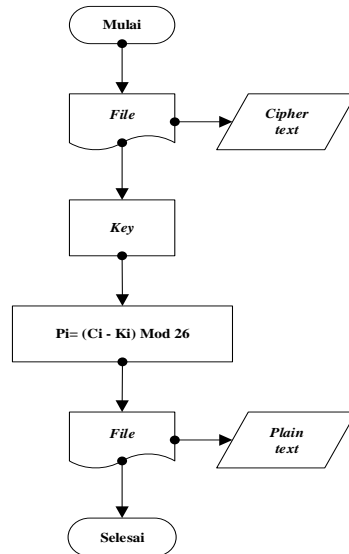 Mulai
File
Cipher
text
Key
Pi= (Ci - Ki) Mod 26
File
Plain
text
Selesai